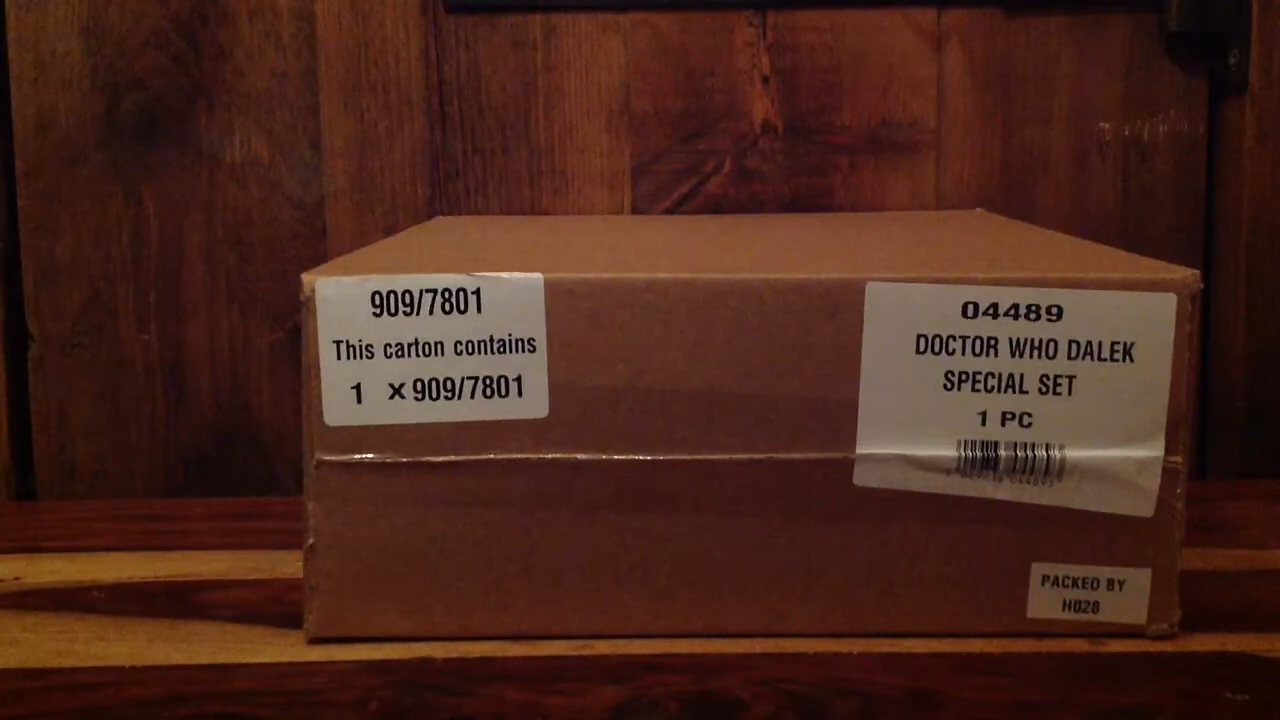 909/7801
This carton contains
1 x 909/7801
04489
DOCTOR WHO DALEK
SPECIAL SET
1 PC
PACKED BY
H028